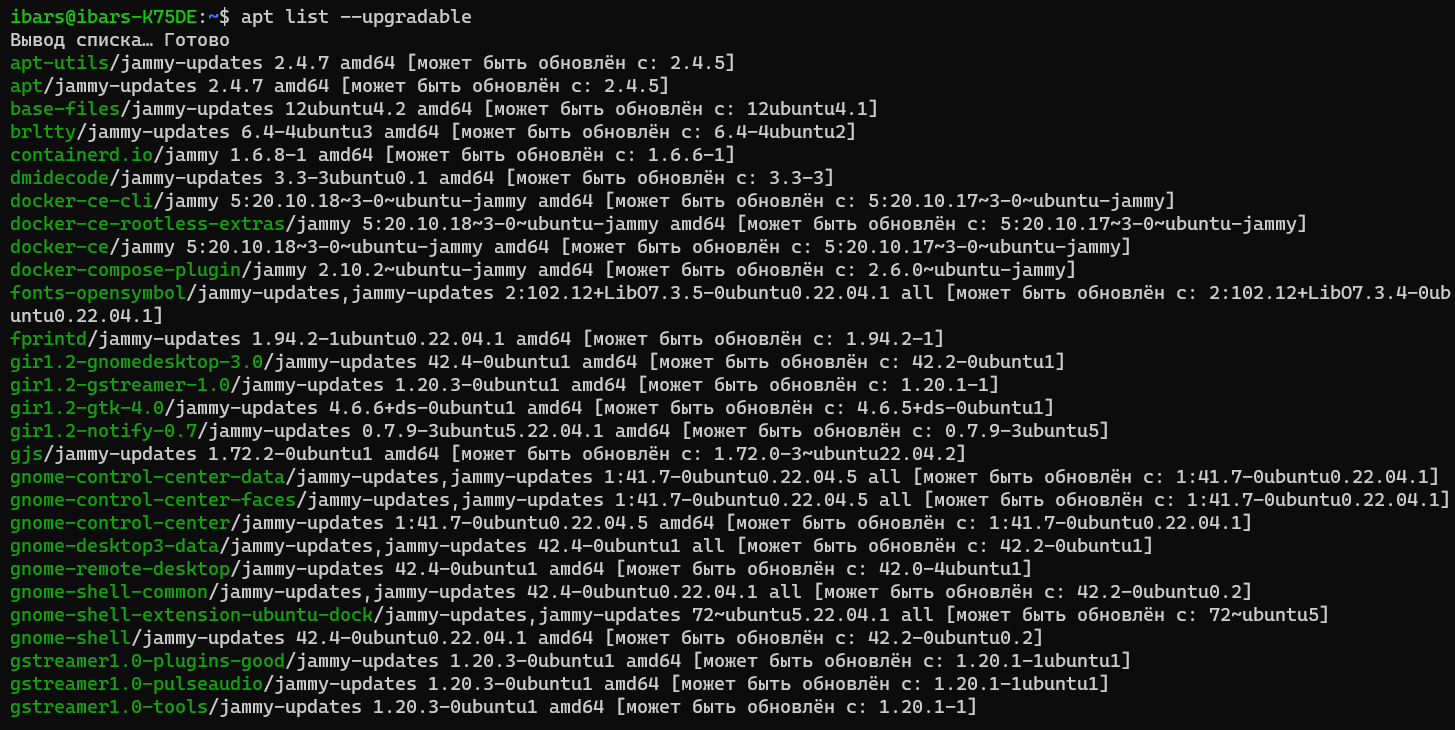 ibars@ibars-K75DE:~$ apt list --upgradable
Вывод списка… Готово
apt-utils/jammy-updates 2.4.7 amd64 [может быть обновлён с: 2.4.5]
apt/jammy-updates 2.4.7 amd64 [может быть обновлён с: 2.4.5]
base-files/jammy-updates 12ubuntu4.2 amd64 [может быть обновлён с: 12ubuntu4.1]
brltty/jammy-updates 6.4-4ubuntu3 amd64 [может быть обновлён с: 6.4-4ubuntu2]
containerd.io/jammy 1.6.8-1 amd64 [может быть обновлён с: 1.6.6-1]
dmidecode/jammy-updates 3.3-3ubuntu0.1 amd64 [может быть обновлён с: 3.3-3]
docker-ce-cli/jammy 5:20.10.18~3-0~ubuntu-jammy amd64 [может быть обновлён с: 5:20.10.17~3-0~ubuntu-jammy]
docker-ce-rootless-extras/jammy 5:20.10.18~3-0~ubuntu-jammy amd64 [может быть обновлён с: 5:20.10.17~3-0~ubuntu-jammy]
docker-ce/jammy 5:20.10.18~3-0~ubuntu-jammy amd64 [может быть обновлён с: 5:20.10.17~3-0~ubuntu-jammy]
docker-compose-plugin/jammy 2.10.2~ubuntu-jammy amd64 [может быть обновлён с: 2.6.0~ubuntu-jammy]
fonts-opensymbol/jammy-updates,jammy-updates 2:102.12+LibO7.3.5-0ubuntu0.22.04.1 all [может быть обновлён с: 2:102.12+LibO7.3.4-0ub
untu0.22.04.1]
fprintd/jammy-updates 1.94.2-1ubuntu0.22.04.1 amd64 [может быть обновлён с: 1.94.2-1]
gir1.2-gnomedesktop-3.0/jammy-updates 42.4-0ubuntu1 amd64 [может быть обновлён с: 42.2-0ubuntu1]
gir1.2-gstreamer-1.0/jammy-updates 1.20.3-0ubuntu1 amd64 [может быть обновлён с: 1.20.1-1]
gir1.2-gtk-4.0/jammy-updates 4.6.6+ds-0ubuntu1 amd64 [может быть обновлён с: 4.6.5+ds-0ubuntu1]
gir1.2-notify-0.7/jammy-updates 0.7.9-3ubuntu5.22.04.1 amd64 [может быть обновлён с: 0.7.9-3ubuntu5]
gjs/jammy-updates 1.72.2-0ubuntu1 amd64 [может быть обновлён с: 1.72.0-3~ubuntu22.04.2]
gnome-control-center-data/jammy-updates,jammy-updates 1:41.7-0ubuntu0.22.04.5 all [может быть обновлён с: 1:41.7-0ubuntu0.22.04.1]
gnome-control-center-faces/jammy-updates,jammy-updates 1:41.7-0ubuntu0.22.04.5 all [может быть обновлён с: 1:41.7-0ubuntu0.22.04.1]
gnome-control-center/jammy-updates 1:41.7-0ubuntu0.22.04.5 amd64 [может быть обновлён с: 1:41.7-0ubuntu0.22.04.1]
gnome-desktop3-data/jammy-updates,jammy-updates 42.4-0ubuntu1 all [может быть обновлён с: 42.2-0ubuntu1]
gnome-remote-desktop/jammy-updates 42.4-0ubuntu1 amd64 [может быть обновлён с: 42.0-4ubuntu1]
gnome-shell-common/jammy-updates,jammy-updates 42.4-0ubuntu0.22.04.1 all [может быть обновлён с: 42.2-0ubuntu0.2]
gnome-shell-extension-ubuntu-dock/jammy-updates,jammy-updates 72~ubuntu5.22.04.1 all [может быть обновлён с: 72~ubuntu5]
gnome-shell/jammy-updates 42.4-0ubuntu0.22.04.1 amd64 [может быть обновлён с: 42.2-0ubuntu0.2]
gstreamer1.0-plugins-good/jammy-updates 1.20.3-0ubuntu1 amd64 [может быть обновлён с: 1.20.1-1ubuntu1]
gstreamer1.0-pulseaudio/jammy-updates 1.20.3-0ubuntu1 amd64 [может быть обновлён с: 1.20.1-1ubuntu1]
gstreamer1.0-tools/jammy-updates 1.20.3-0ubuntu1 amd64 [может быть обновлён с: 1.20.1-1]